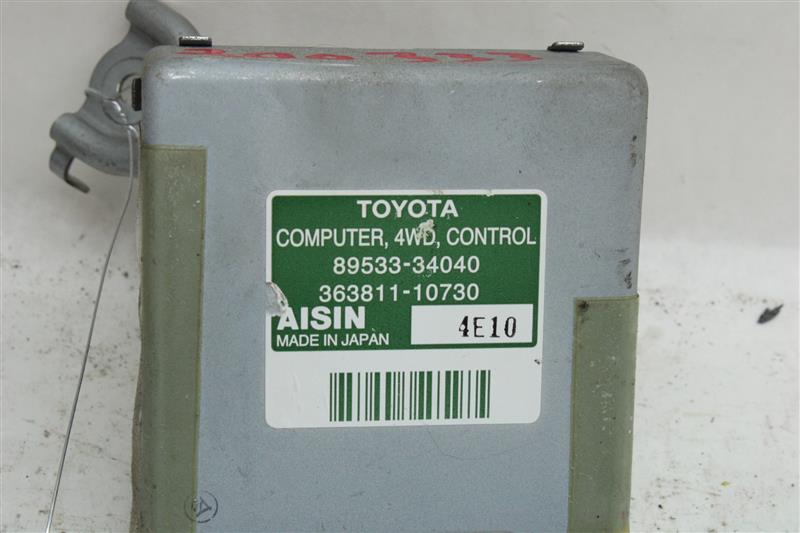 TOYOTA
COMPUTER, 4WD, CONTROL
89533-34040
363811-10730
AISIN
4E10
MADE IN JAPAN